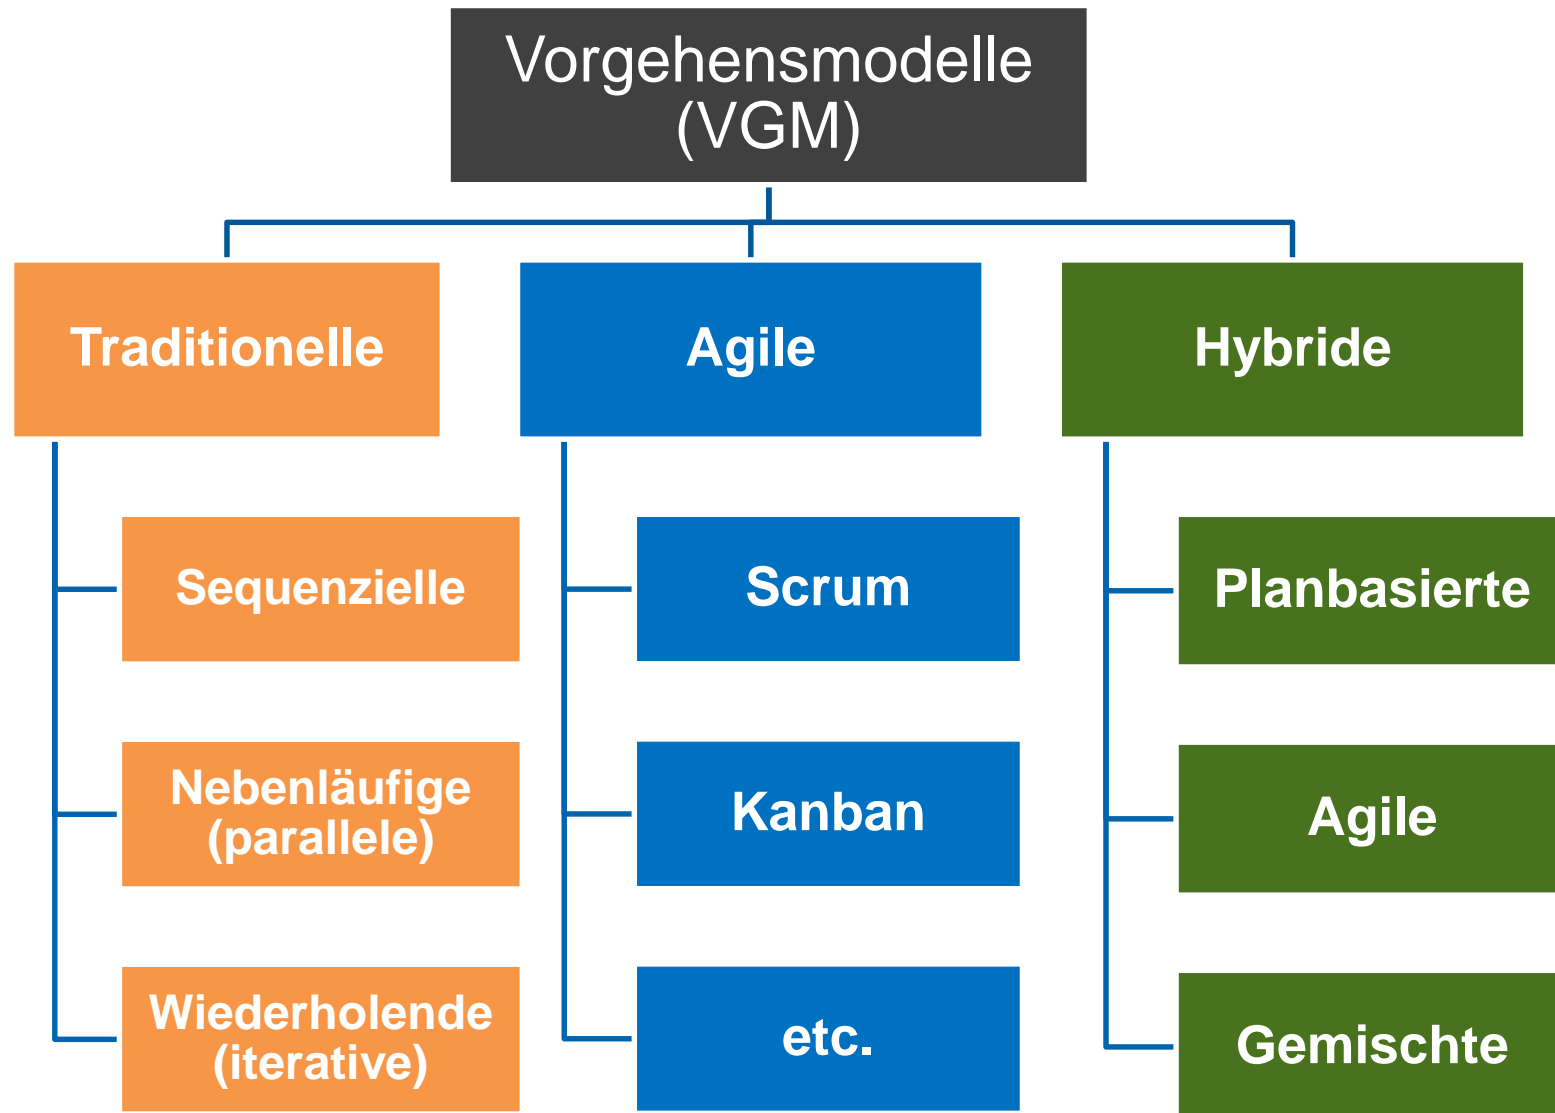 Vorgehensmodelle
(VGM)
Traditionelle
Agile
Hybride
Sequenzielle
Scrum
Planbasierte
Nebenläufige
(parallele)
Kanban
Agile
Wiederholende
(iterative)
etc.
Gemischte